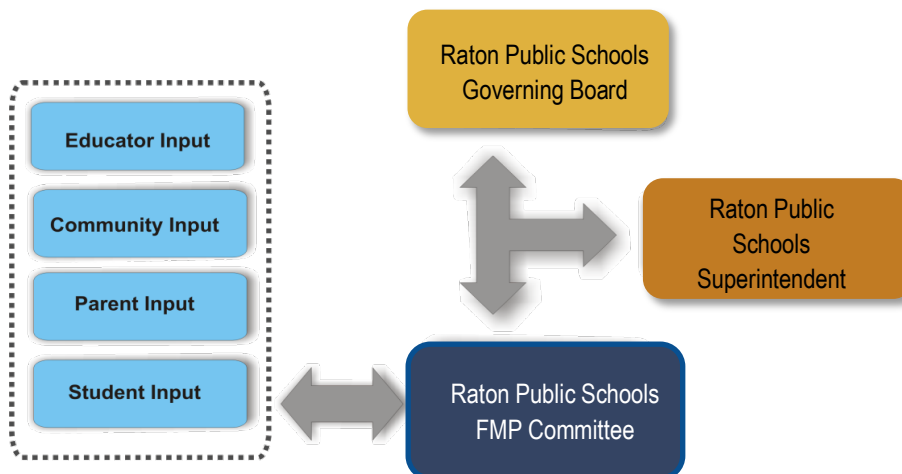 Raton Public Schools
Governing Board
Educator Input
Community Input
Parent Input
Student Input
Raton Public
Schools
Superintendent
Raton Public Schools
FMP Committee